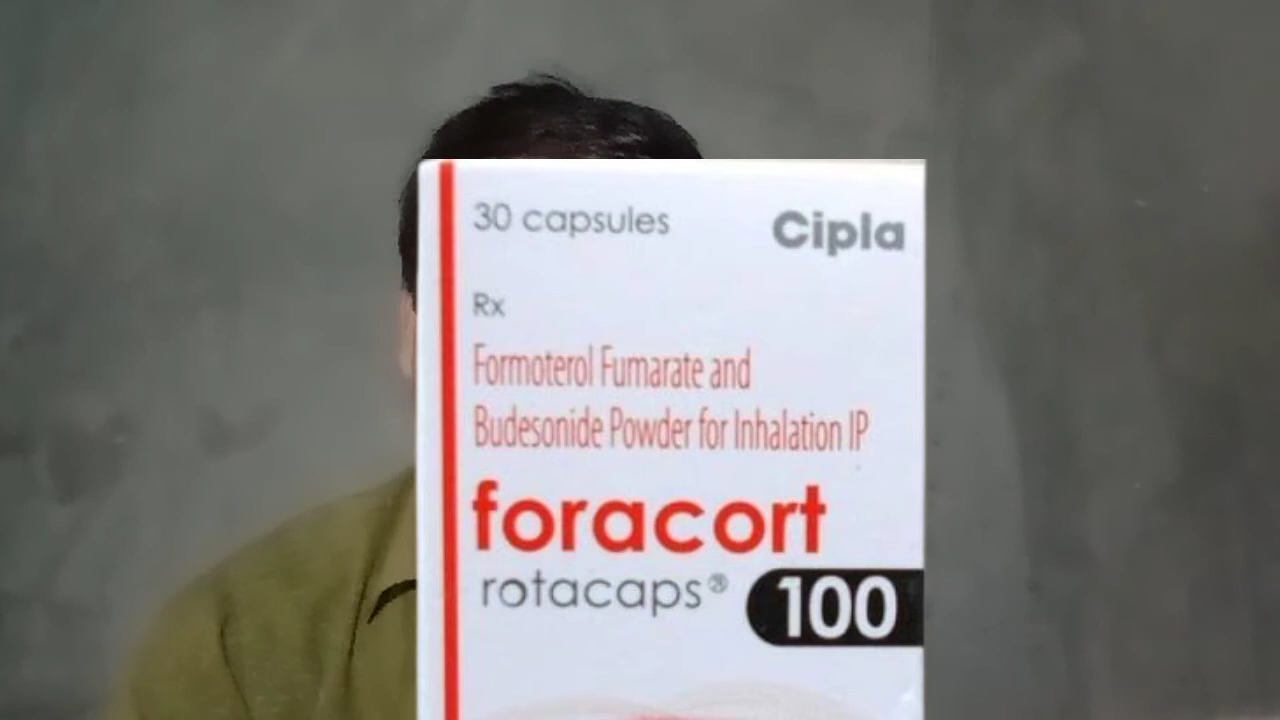 30 capsules
Cipla
Rx
Formoterol Fumarate and
Budesonide Powder for Inhalation IP
foracort
rotacaps®
100